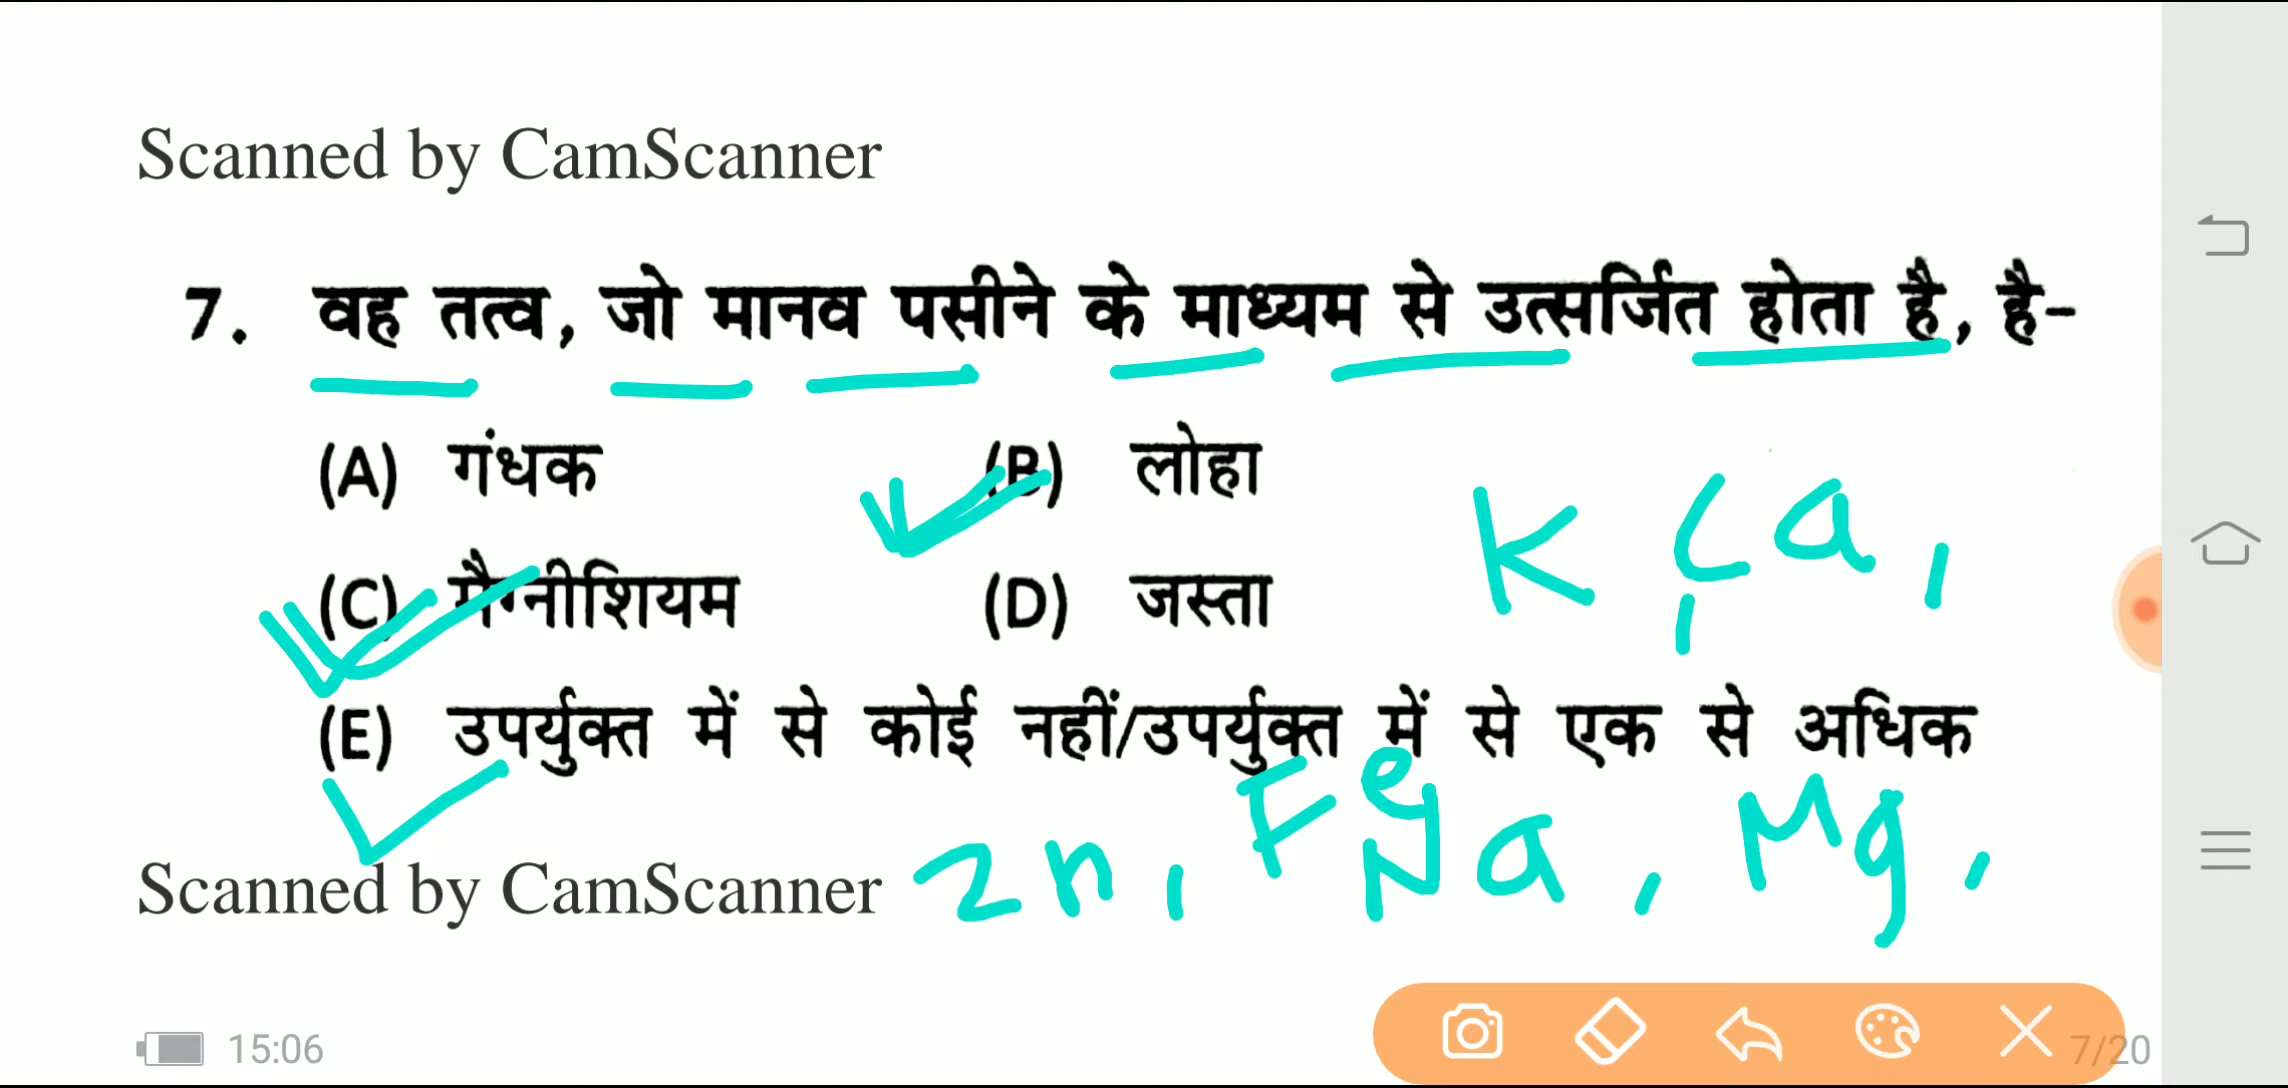 Scanned by CamScanner
7. वह तत्व, जो मानव पसीने के माध्यम से उत्सर्जित होता है, है-
(A) गंधक (B) लोहा
K, Ca,
(C) मैग्नीशियम (D) जस्ता
(E) उपर्युक्त में से कोई नहीं/उपर्युक्त में से एक से अधिक
Zn, Fe, Na, Mg,
Scanned by CamScanner
15:06
7/20